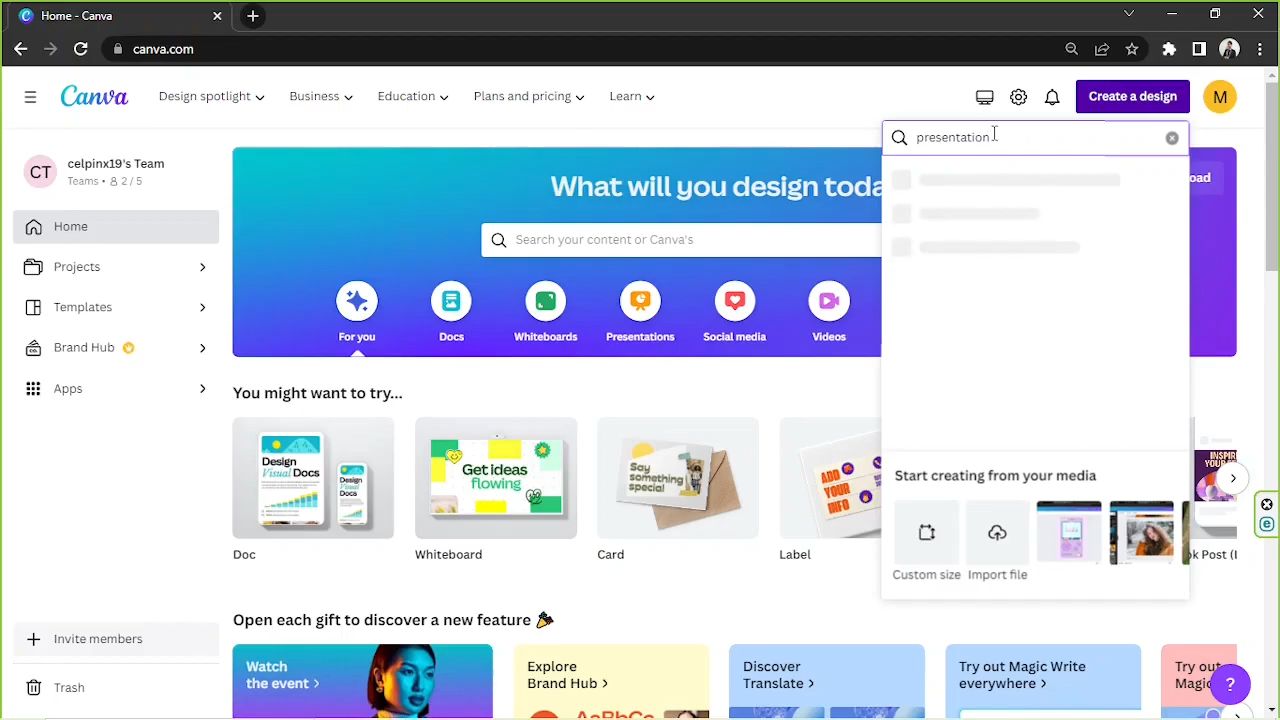 Home - Canva
canva.com
Canva
Design spotlight
Business
Education
Plans and pricing
Learn
Create a design
M
presentation
CT
celpinx19's Team
Teams • 2 / 5
Home
Projects
Templates
Brand Hub
Apps
Invite members
Trash
What will you design toda
oad
Search your content or Canva's
For you
Docs
Whiteboards
Presentations
Social media
Videos
You might want to try...
Design
Visual Docs
Design
Visual
Docs
Get ideas
flowing
Say
something
special!
ADD
YOUR
INFO
INSPIR
YOUR
Doc
Whiteboard
Card
Label
ok Post (
Start creating from your media
Custom size
Import file
Open each gift to discover a new feature
Watch
the event >
Explore
Brand Hub >
Discover
Translate >
Try out Magic Write
everywhere >
Try out
Magic
?